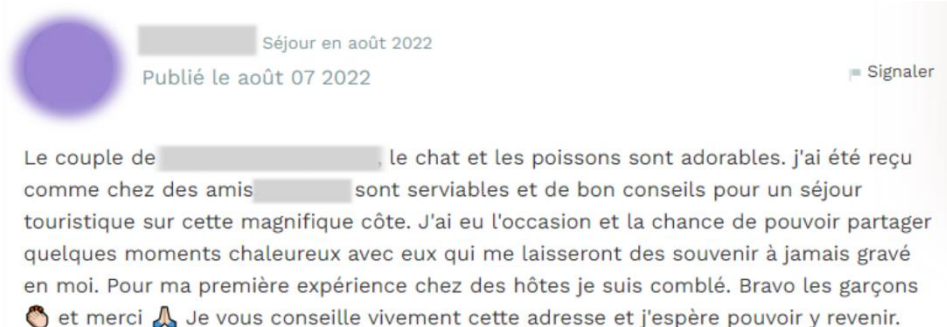 Séjour en août 2022
Publié le août 07 2022
Signaler
Le couple de , le chat et les poissons sont adorables. j'ai été reçu
comme chez des amis sont serviables et de bon conseils pour un séjour
touristique sur cette magnifique côte. J'ai eu l'occasion et la chance de pouvoir partager
quelques moments chaleureux avec eux qui me laisseront des souvenir à jamais gravé
en moi. Pour ma première expérience chez des hôtes je suis comblé. Bravo les garçons
👏 et merci 🙏 Je vous conseille vivement cette adresse et j'espère pouvoir y revenir.